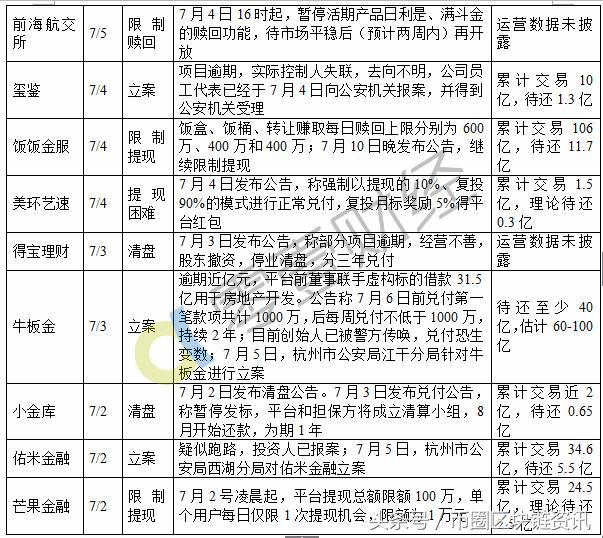 前海航交 7/5 限制 7月4日16时起，暂停活期产品日利是、满斗金 运营数据未披
所 赎回 的赎回功能，待市场平稳后（预计两周内）再 露
开放
玺鉴 7/4 立案 项目逾期，实际控制人失联，去向不明，公司员 累计交易 10
工代表已经于7月4日向公安机关报案，并得到 亿，待还1.3亿
公安机关受理
饭饭金服 7/4 限制 饭盒、饭桶、转让赚取每日赎回上限分别为600 累计交易 106
提现 万、400万和400万；7月10日晚发布公告，继 亿，待还 11.7
续限制提现 亿
美环艺速 7/4 提现 7月4日发布公告，称强制以提现的10%、复投 累计交易 1.5
困难 90%的模式进行正常兑付，复投月标奖励5%得平 亿，理论待还
台红包 0.3亿
得宝理财 7/3 清盘 7月3日发布公告，称部分项目逾期，经营不善， 运营数据未披
股东撤资，停业清盘，分三年兑付 露
逾期近亿元，平台前董事联手虚构标的借款31.5
亿用于房地产开发。公告称7月6日前兑付第一 待还至少 40
牛板金 7/3 立案 笔款项共计1000万，后每周兑付不低于1000万， 亿，估计60-100
持续2年；目前创始人已被警方传唤，兑付恐生 亿
变数；7月5日，杭州市公安局江干分局针对牛
板金进行立案
小金库 7/2 清盘 7月2日发布清盘公告。7月3日发布兑付公告， 累计交易近2
称暂停发标，平台和担保方将成立清算小组，8 亿，待还0.65
月开始还款，为期1年 亿
佑米金融 7/2 立案 疑似跑路，投资人已报案；7月5日，杭州市公 累计交易 34.6
安局西湖分局对佑米金融立案 亿，待还5.5亿
芒果金融 7/2 限制 7月2号凌晨起，平台提现总额限额100万，单 累计交易 24.5
提现 个用户每日仅限1次提现机会，限额为1万元 亿，理论待还
零壹财经
头条号／币圈区块链资讯